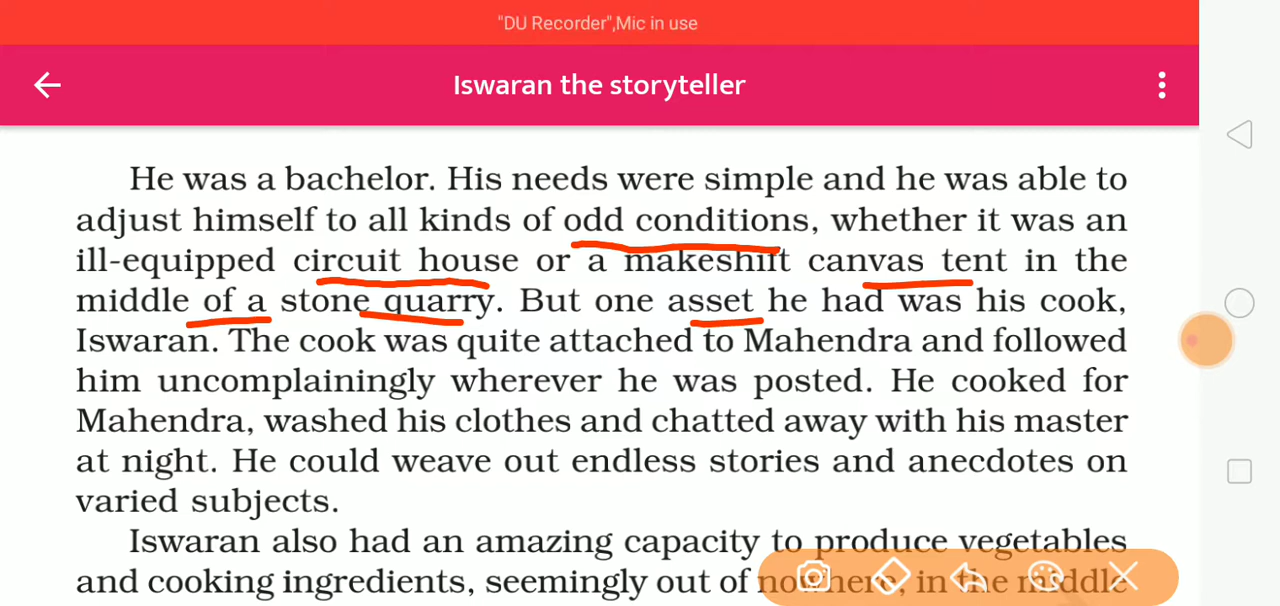 "DU Recorder",Mic in use
Iswaran the storyteller
He was a bachelor. His needs were simple and he was able to
adjust himself to all kinds of odd conditions, whether it was an
ill-equipped circuit house or a makeshift canvas tent in the
middle of a stone quarry. But one asset he had was his cook,
Iswaran. The cook was quite attached to Mahendra and followed
him uncomplainingly wherever he was posted. He cooked for
Mahendra, washed his clothes and chatted away with his master
at night. He could weave out endless stories and anecdotes on
varied subjects.
Iswaran also had an amazing capacity to produce vegetables
and cooking ingredients, seemingly out of nowhere, in the middle